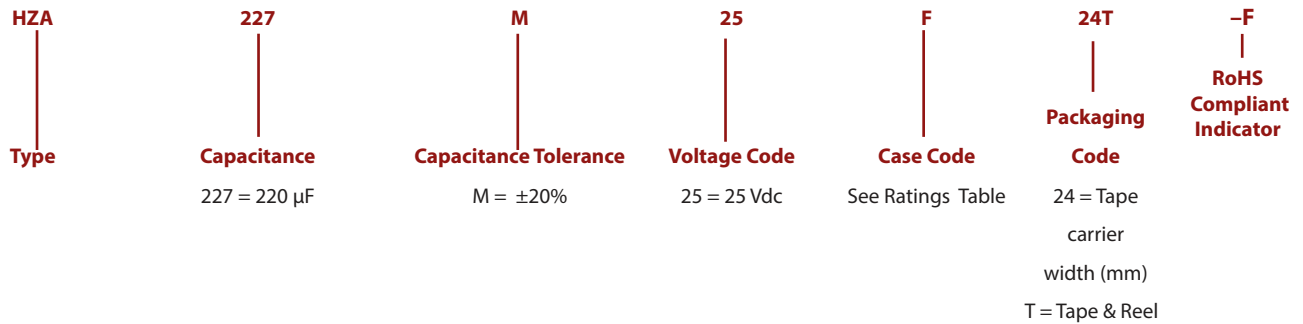 HZA 227 M 25 F 24T –F
RoHS
Compliant
Indicator
Packaging
Type Capacitance Capacitance Tolerance Voltage Code Case Code Code
227 = 220 µF M = ±20% 25 = 25 Vdc See Ratings Table 24 = Tape
carrier
width (mm)
T = Tape & Reel